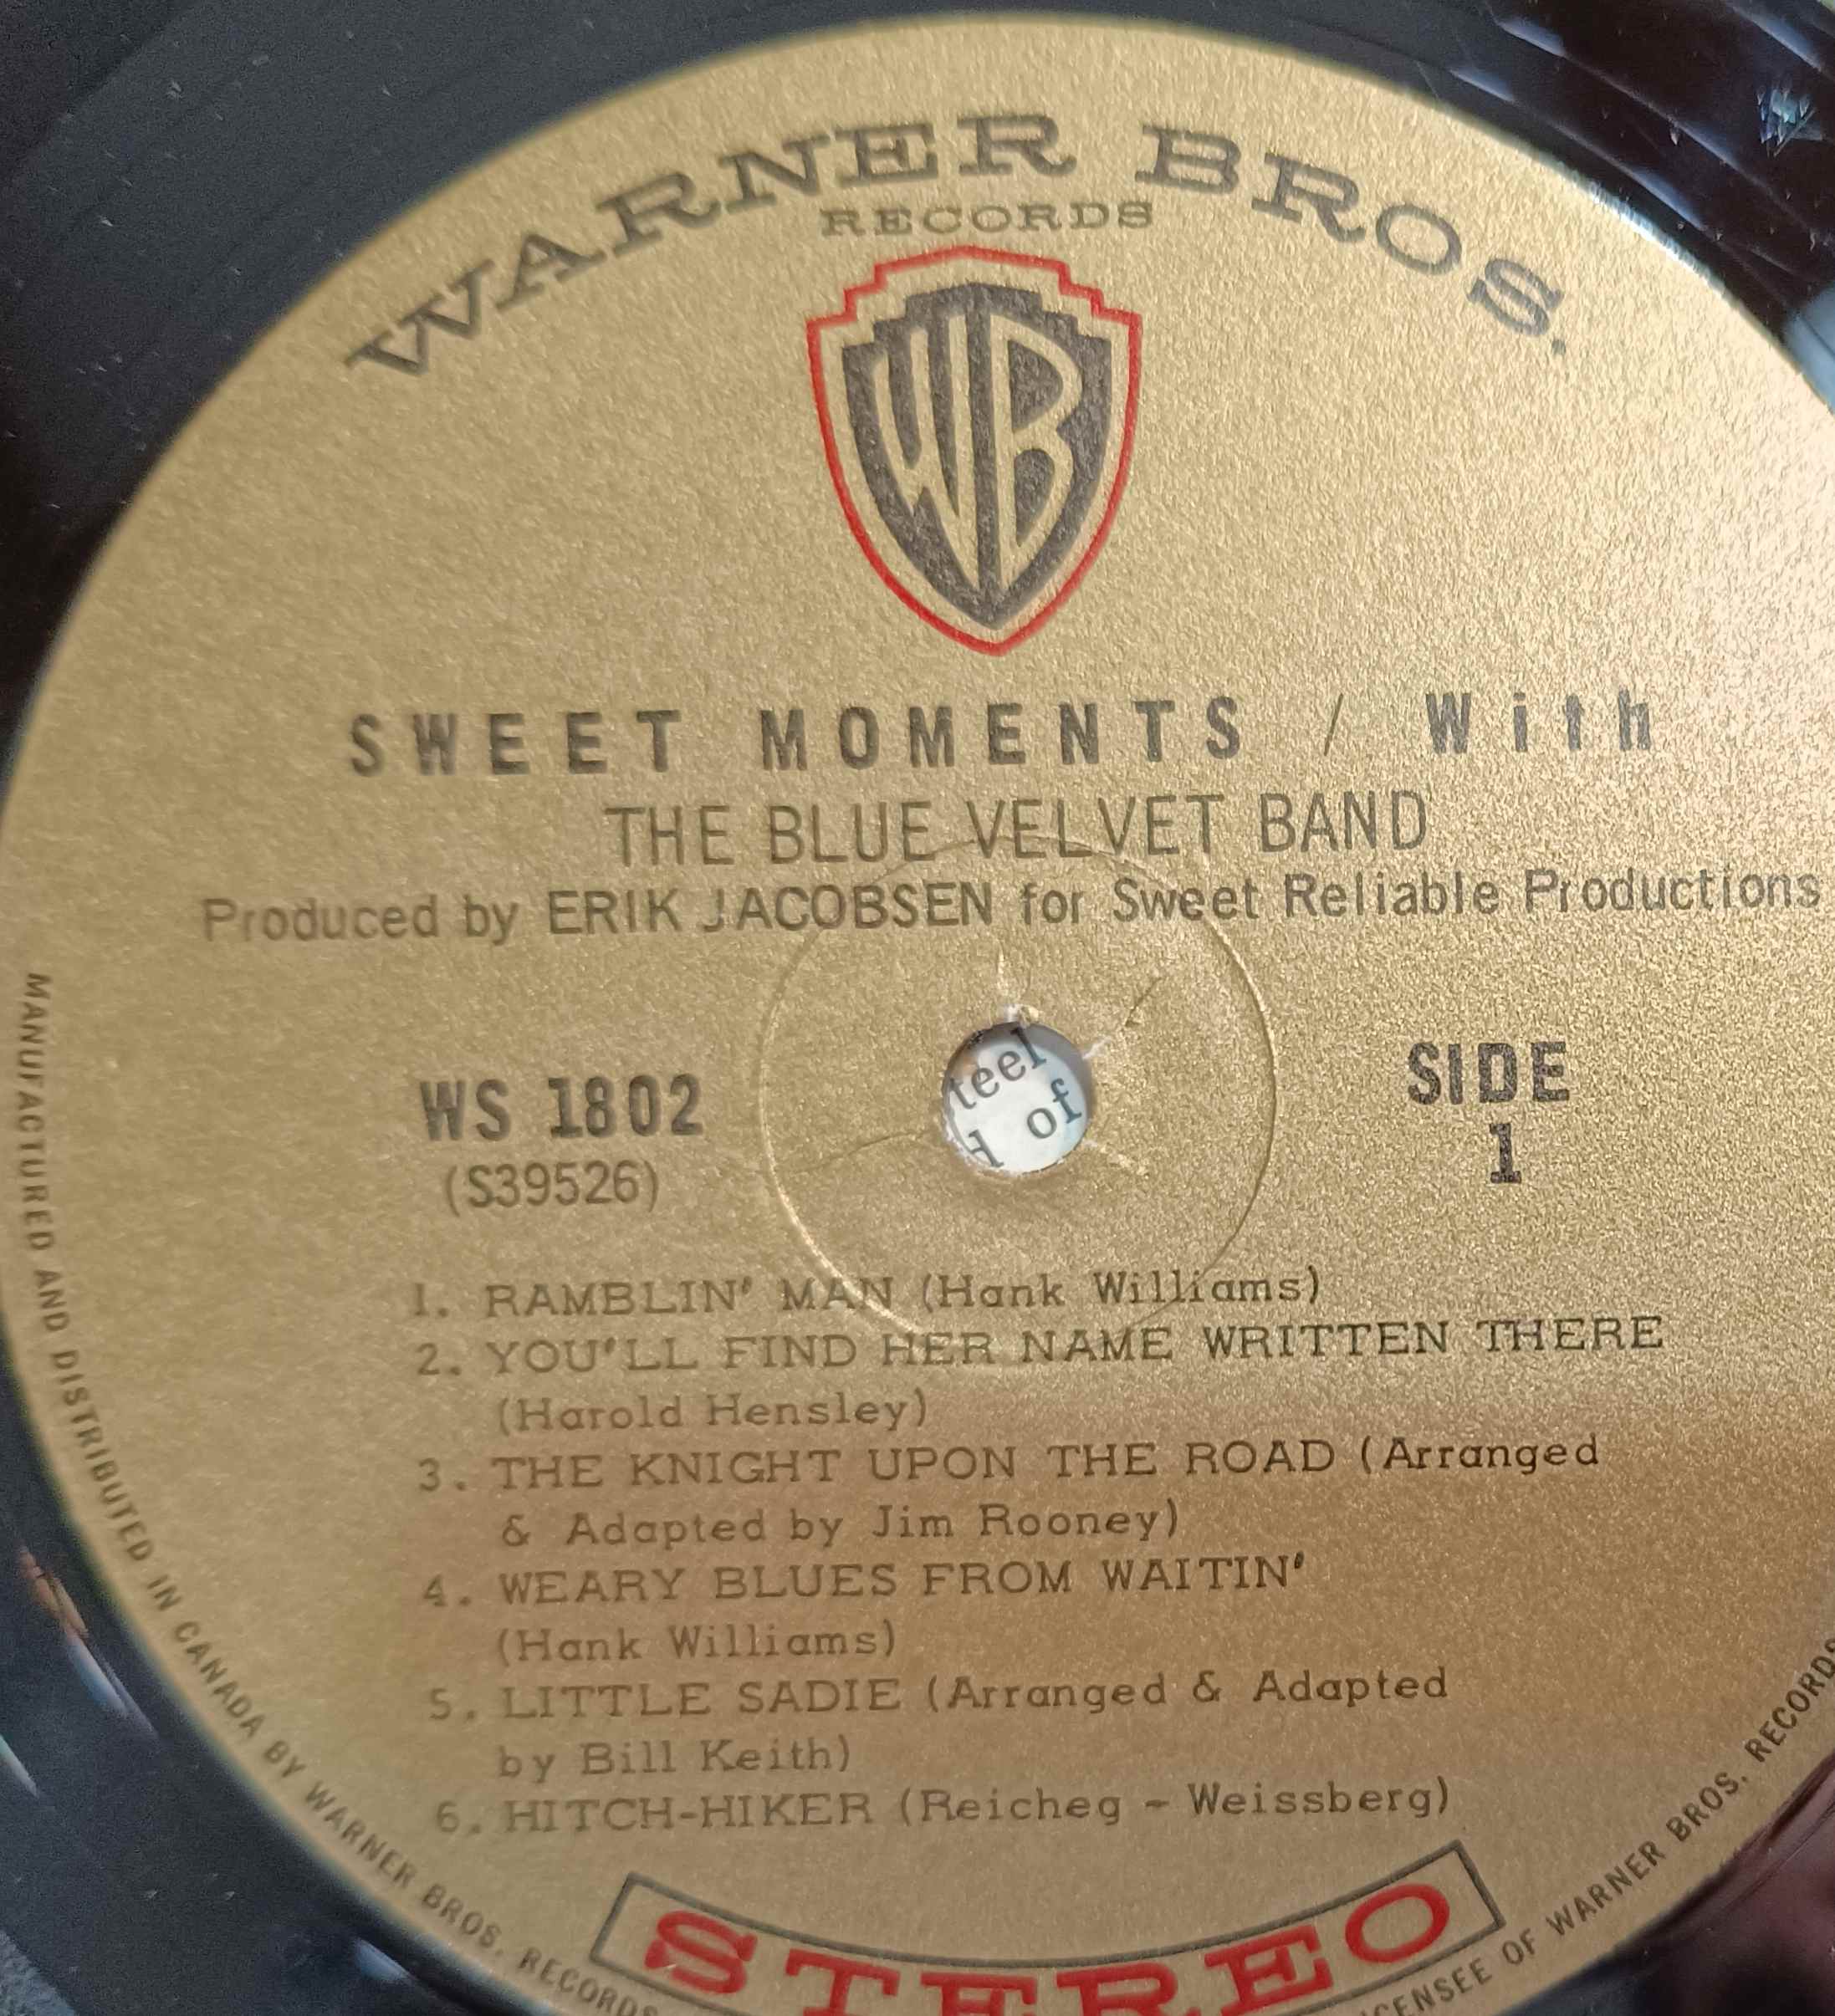 WARNER BROS.
RECORDS
WB
SWEET MOMENTS / With
THE BLUE VELVET BAND
Produced by ERIK JACOBSEN for Sweet Reliable Productions
WS 1802
(S39526)
teel
d of
SIDE
1
1. RAMBLIN' MAN (Hank Williams)
2. YOU'LL FIND HER NAME WRITTEN THERE
(Harold Hensley)
3. THE KNIGHT UPON THE ROAD (Arranged
& Adapted by Jim Rooney)
4. WEARY BLUES FROM WAITIN'
(Hank Williams)
5. LITTLE SADIE (Arranged & Adapted
by Bill Keith)
6. HITCH-HIKER (Reicheg - Weissberg)
STEREO
MANUFACTURED AND DISTRIBUTED IN CANADA BY WARNER BROS. RECORDS
OF WARNER BROS. RECORDS